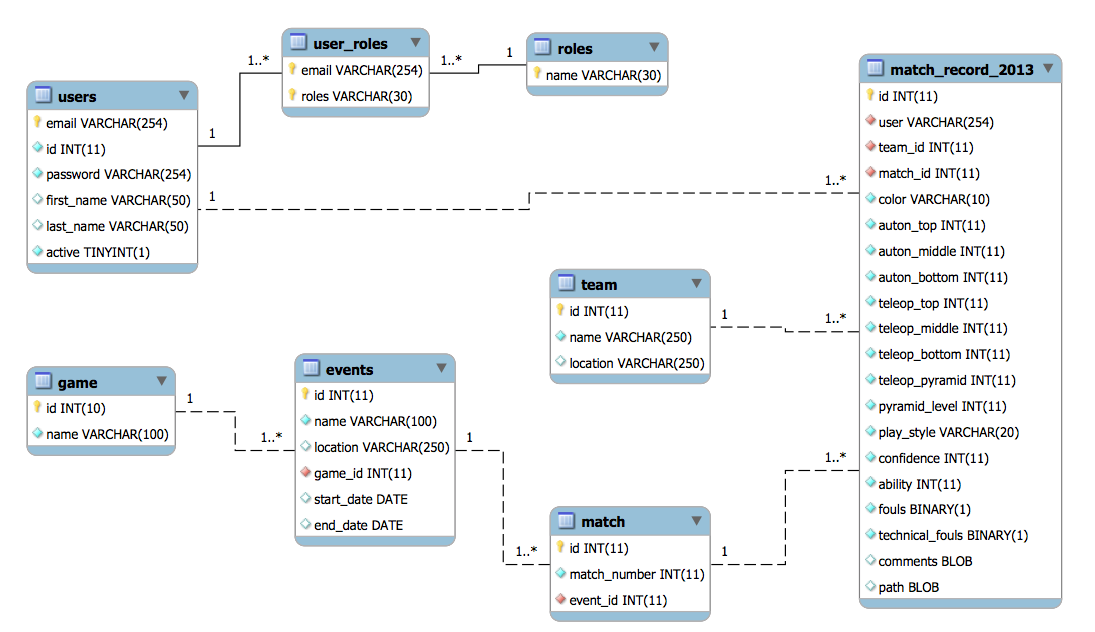 user_roles
email VARCHAR(254)
roles VARCHAR(30)
1..*
1..*
1
roles
name VARCHAR(30)
users
email VARCHAR(254)
id INT(11)
password VARCHAR(254)
first_name VARCHAR(50)
last_name VARCHAR(50)
active TINYINT(1)
1
1
1..*
match_record_2013
id INT(11)
user VARCHAR(254)
team_id INT(11)
match_id INT(11)
color VARCHAR(10)
auton_top INT(11)
auton_middle INT(11)
auton_bottom INT(11)
teleop_top INT(11)
teleop_middle INT(11)
teleop_bottom INT(11)
teleop_pyramid INT(11)
pyramid_level INT(11)
play_style VARCHAR(20)
confidence INT(11)
ability INT(11)
fouls BINARY(1)
technical_fouls BINARY(1)
comments BLOB
path BLOB
team
id INT(11)
name VARCHAR(250)
location VARCHAR(250)
1
1..*
game
id INT(10)
name VARCHAR(100)
1
1..*
events
id INT(11)
name VARCHAR(100)
location VARCHAR(250)
game_id INT(11)
start_date DATE
end_date DATE
1
1..*
match
id INT(11)
match_number INT(11)
event_id INT(11)
1
1..*